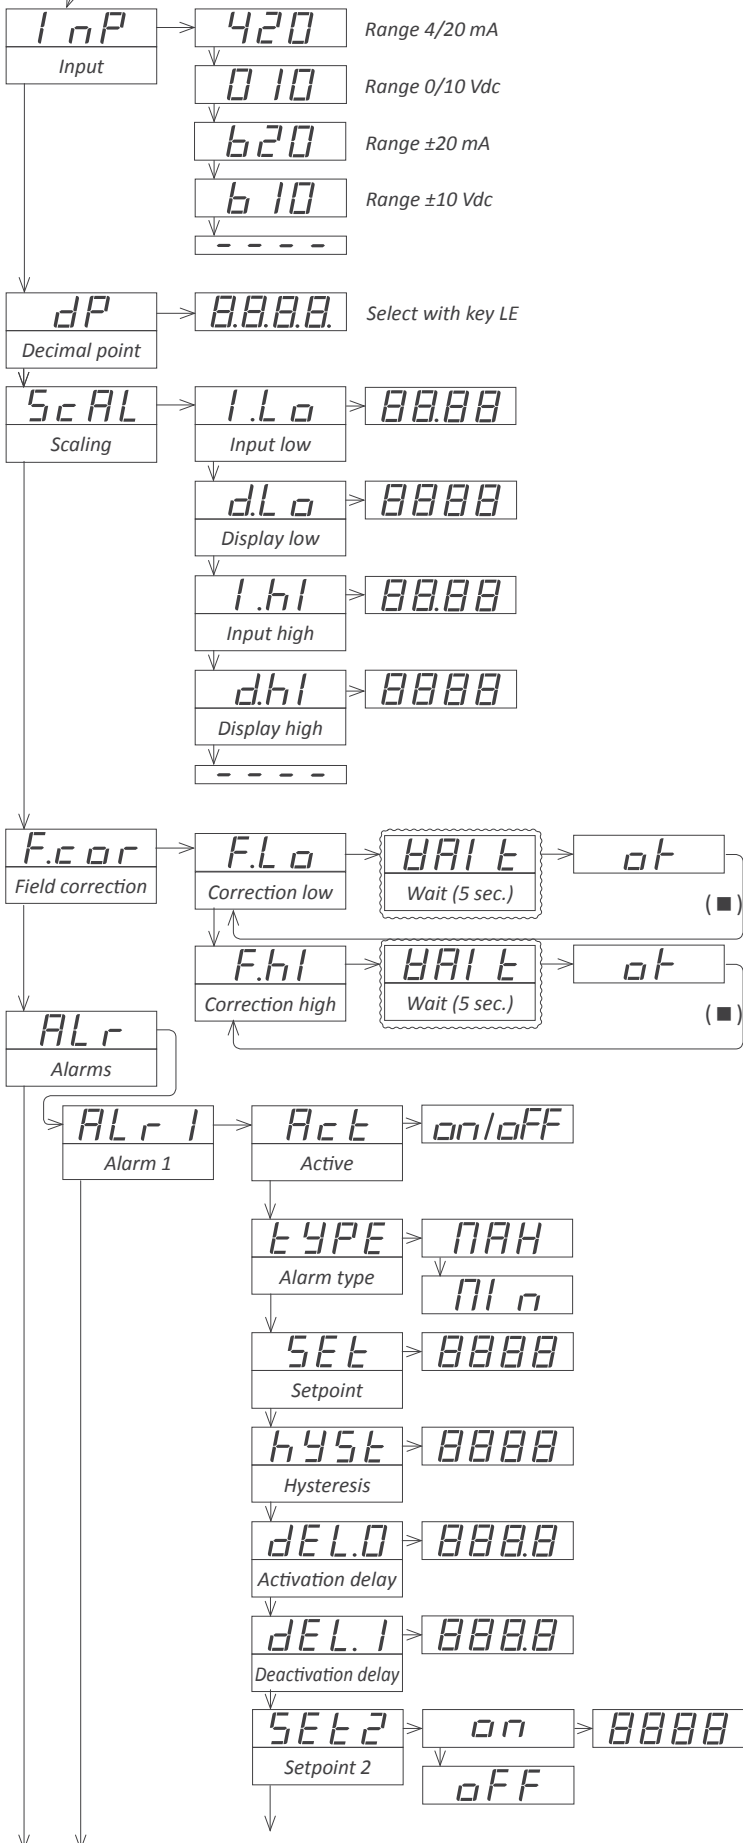 InP
Input
420
Range 4/20 mA
010
Range 0/10 Vdc
b20
Range ±20 mA
b10
Range ±10 Vdc
----
dP
Decimal point
8.8.8.8.
Select with key LE
ScAL
Scaling
I.Lo
Input low
88.88
d.Lo
Display low
8888
I.hI
Input high
88.88
d.hI
Display high
8888
----
F.cor
Field correction
F.Lo
Correction low
WAIt
Wait (5 sec.)
ok
(■)
F.hI
Correction high
WAIt
Wait (5 sec.)
ok
(■)
ALr
Alarms
ALr1
Alarm 1
Act
Active
on/oFF
tYPE
Alarm type
MAX
MIn
SEt
Setpoint
8888
hYSt
Hysteresis
8888
dEL.0
Activation delay
888.8
dEL.1
Deactivation delay
888.8
SEt2
Setpoint 2
on
8888
oFF